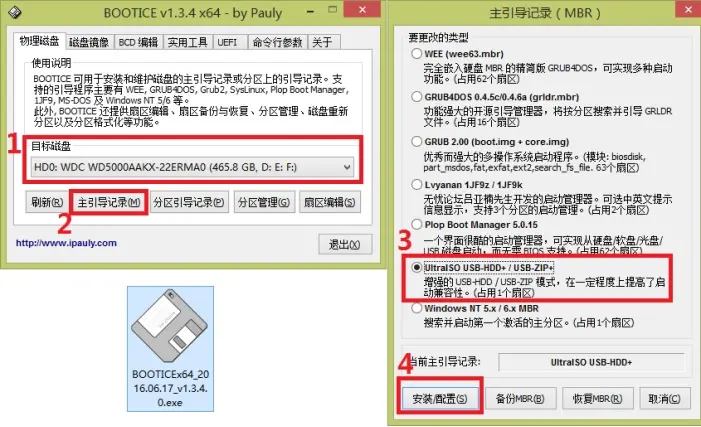 BOOTICE v1.3.4 x64 - by Pauly
物理磁盘 磁盘镜像 BCD 编辑 实用工具 UEFI 命令行参数 关于
使用说明
BOOTICE 可用于安装和维护磁盘的主引导记录或分区上的引导记录。支
持的引导程序主要有 WEE, GRUB4DOS, Grub2, SysLinux, Plop Boot Manager,
1JF9, MS-DOS 及 Windows NT 5/6 等。
此外, BOOTICE 还提供扇区编辑、扇区备份与恢复、分区管理、磁盘重新
分区以及分区格式化等功能。
1
目标磁盘
HD0: WDC WD5000AAKX-22ERMA0 (465.8 GB, D: E: F:)
刷新(R) 主引导记录(M) 分区引导记录(P) 分区管理(G) 扇区编辑(S)
2
http://www.ipauly.com
退出(X)
BOOTICEx64_20
16.06.17_v1.3.4.
0.exe
主引导记录 (MBR)
要更改的类型
WEE (wee63.mbr)
完全嵌入硬盘 MBR 的精简版 GRUB4DOS，可实现多种启动
功能。(占用62个扇区)
GRUB4DOS 0.4.5c/0.4.6a (grldr.mbr)
功能强大的开源引导管理器，将按分区搜索并引导 GRLDR
文件。(占用16个扇区)
GRUB 2.00 (boot.img + core.img)
优秀而强大的多操作系统启动程序。(模块: biosdisk,
part_msdos,fat,exfat,ext2,search_fs_file. 63个扇区)
Lvyanan 1JF9z / 1JF9k
无忧论坛吕亚楠先生开发的启动管理器。可选中英文提示
信息显示，支持3个分区的启动管理。(占用2个扇区)
Plop Boot Manager 5.0.15
一个界面很酷的启动管理器，可实现从硬盘/软盘/光盘/
USB 磁盘启动，而无需 BIOS 支持。(占用62个扇区)
3
UltraISO USB-HDD+ / USB-ZIP+
增强的 USB-HDD / USB-ZIP 模式，在一定程度上提高了启
动兼容性。(占用1个扇区)
Windows NT 5.x / 6.x MBR
搜索并启动第一个激活的主分区。(占用1个扇区)
4
当前主引导记录: UltraISO USB-HDD+
安装/配置(S) 备份MBR(B) 恢复MBR(R) 取消(C)